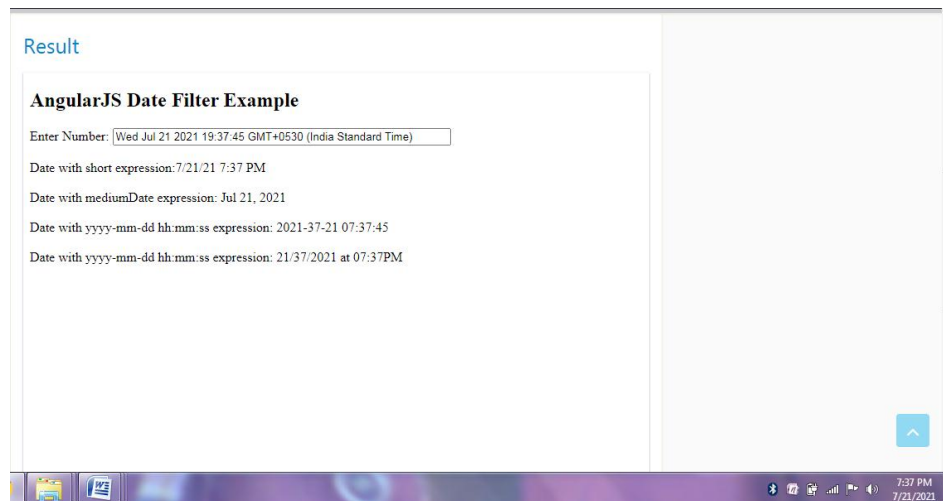 Result
AngularJS Date Filter Example
Enter Number: Wed Jul 21 2021 19:37:45 GMT+0530 (India Standard Time)
Date with short expression:7/21/21 7:37 PM
Date with mediumDate expression: Jul 21, 2021
Date with yyyy-mm-dd hh:mm:ss expression: 2021-37-21 07:37:45
Date with yyyy-mm-dd hh:mm:ss expression: 21/37/2021 at 07:37PM
7:37 PM
7/21/2021